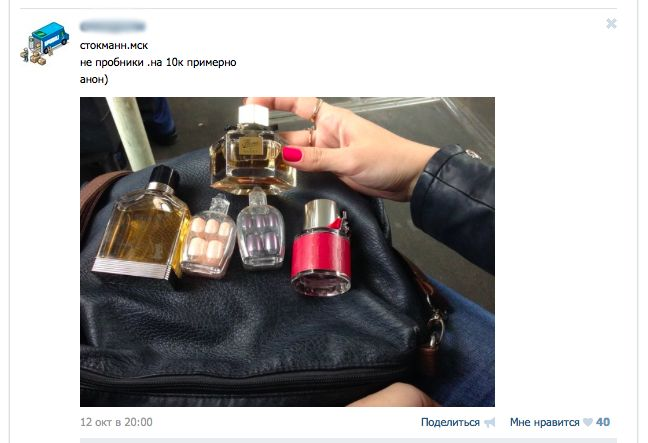 стокманн.мск
не пробники .на 10к примерно
анон)
12 окт в 20:00
Поделиться
Мне нравится 40